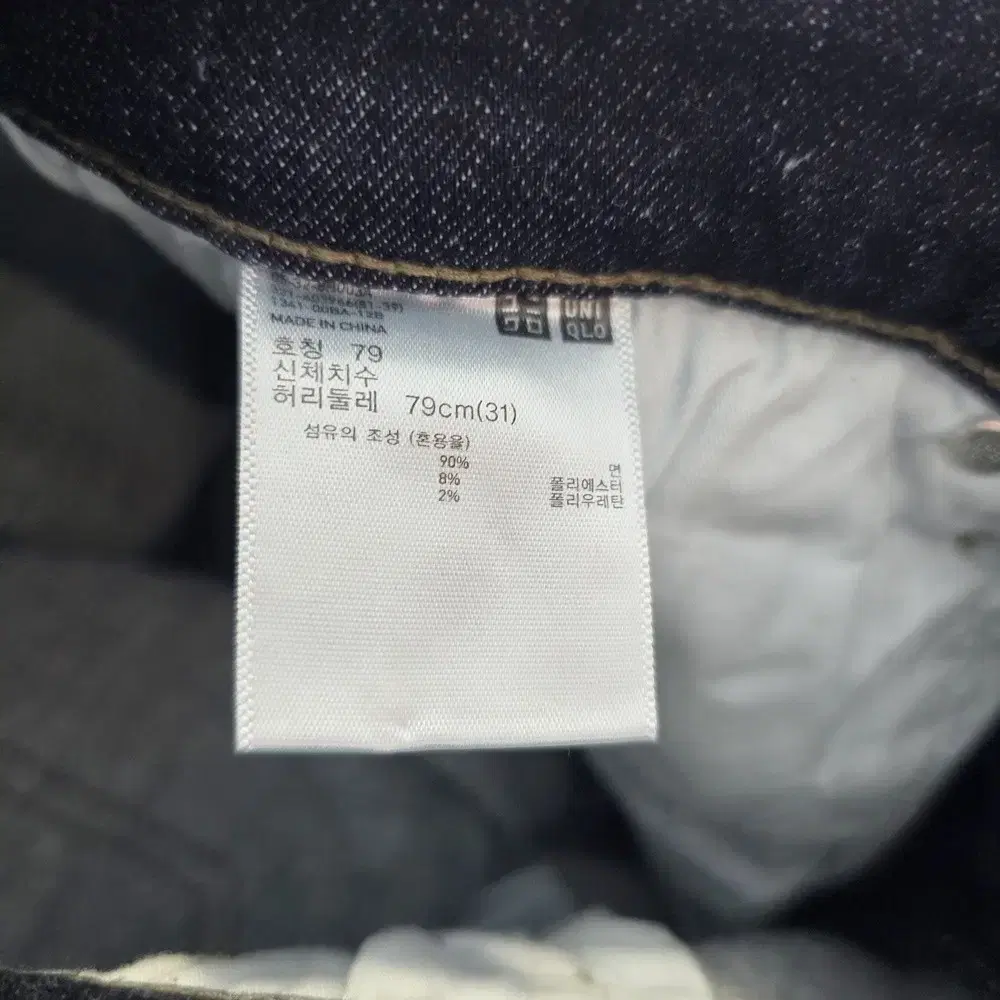 MADE IN CHINA
UNI
QLO
호칭 79
신체치수
허리둘레 79cm(31)
섬유의 조성 (혼용율)
90% 면
8% 폴리에스터
2% 폴리우레탄